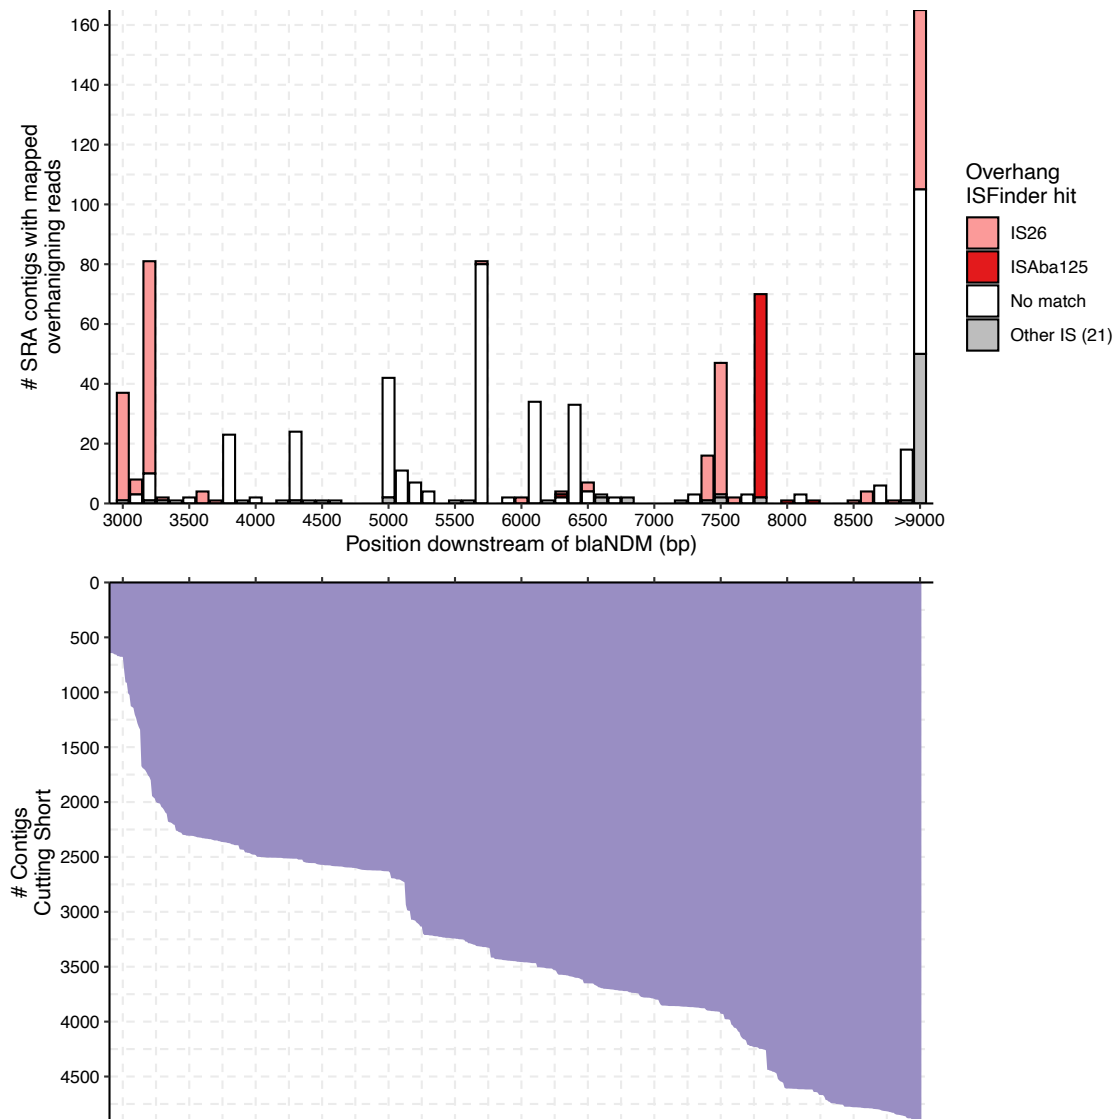 160
140
120
100
80
60
40
20
0
# SRA contigs with mapped
overhanigning reads
3000 3500 4000 4500 5000 5500 6000 6500 7000 7500 8000 8500 >9000
Position downstream of blaNDM (bp)
Overhang
ISFinder hit
IS26
ISAba125
No match
Other IS (21)
0
500
1000
1500
2000
2500
3000
3500
4000
4500
# Contigs
Cutting Short